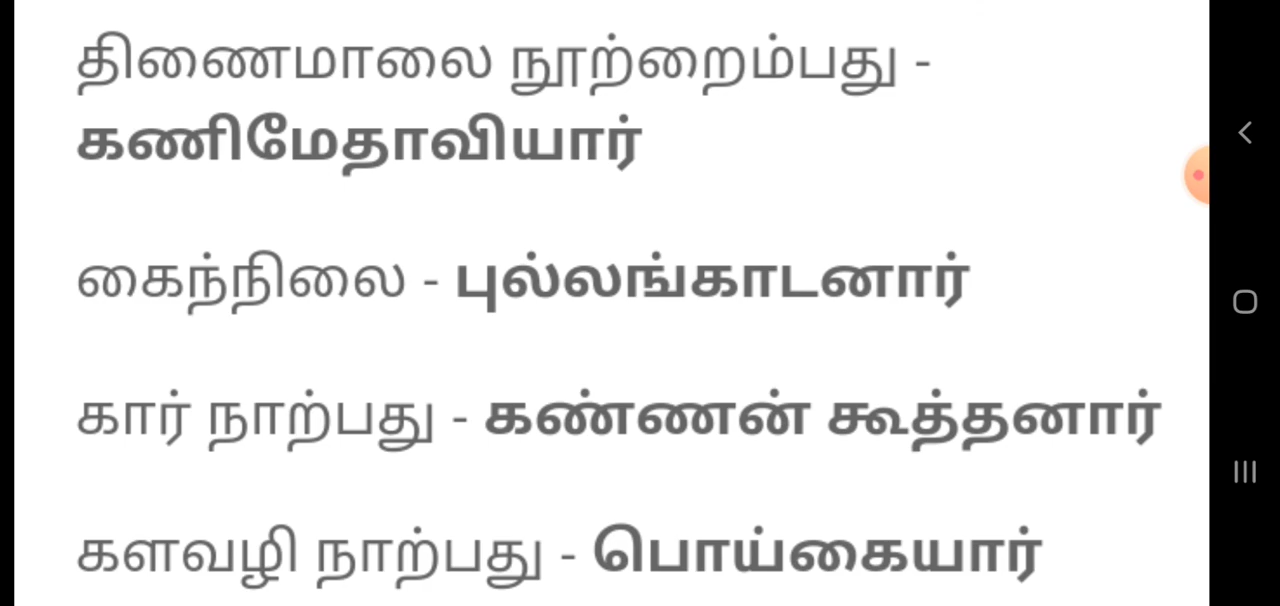 திணைமாலை நூற்றைம்பது -
கணிமேதாவியார்
கைந்நிலை - புல்லங்காடனார்
கார் நாற்பது - கண்ணன் கூத்தனார்
களவழி நாற்பது - பொய்கையார்